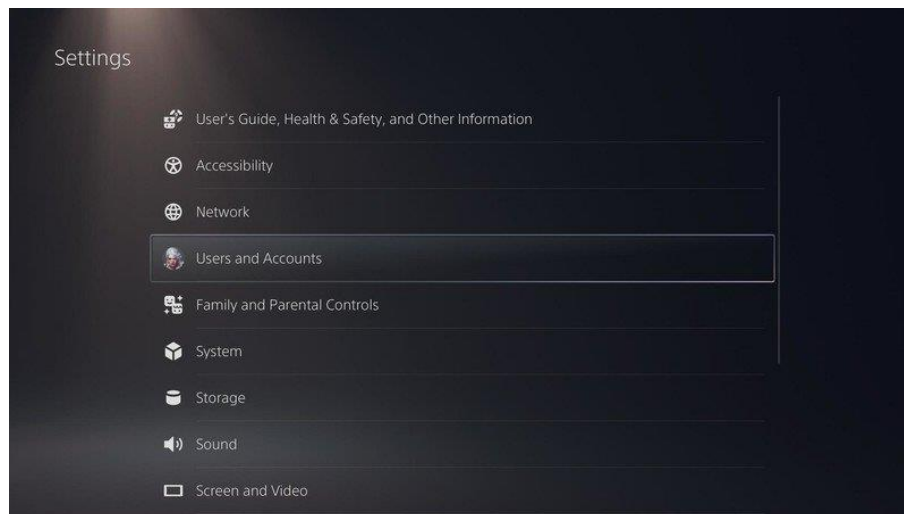 Settings
User's Guide, Health & Safety, and Other Information
Accessibility
Network
Users and Accounts
Family and Parental Controls
System
Storage
Sound
Screen and Video